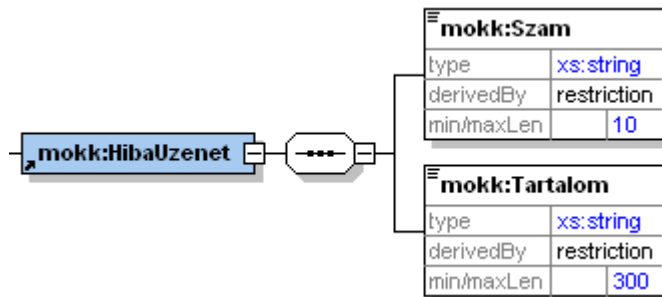 mokk:Szam
type xs:string
derivedBy restriction
min/maxLen 10
mokk:HibaUzenet
mokk:Tartalom
type xs:string
derivedBy restriction
min/maxLen 300